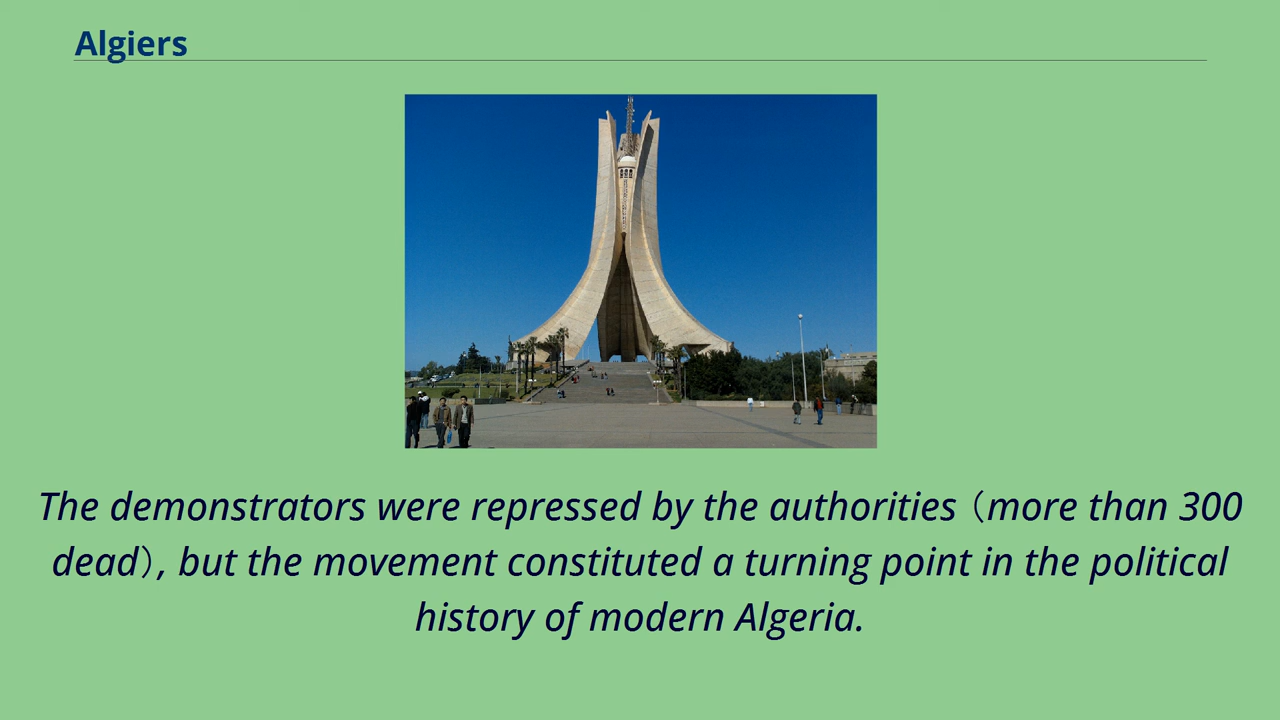 Algiers
The demonstrators were repressed by the authorities (more than 300
dead), but the movement constituted a turning point in the political
history of modern Algeria.